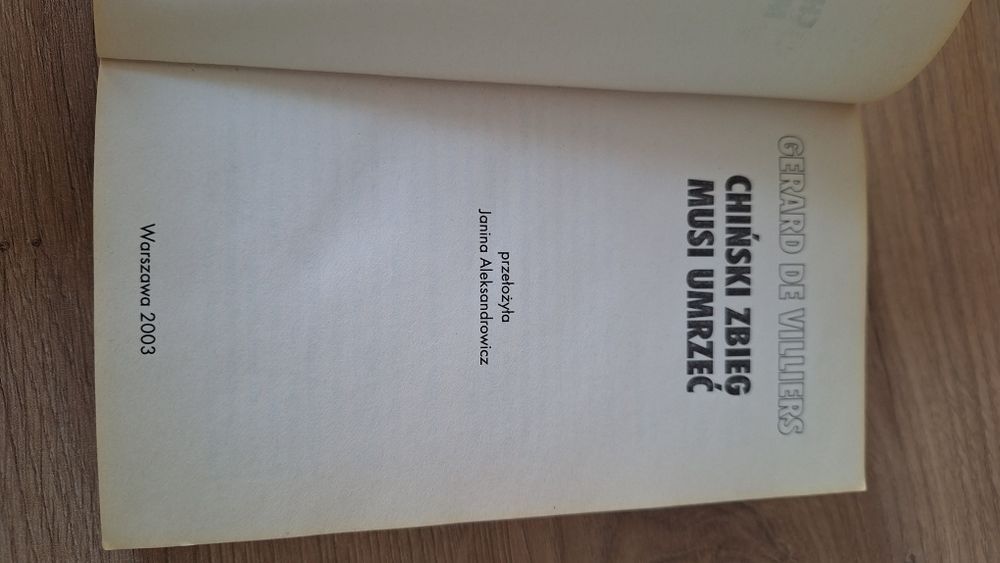 GERARD DE VILLIERS
CHIŃSKI ZBIEG
MUSI UMRZEĆ
przełożyła
Janina Aleksandrowicz
Warszawa 2003